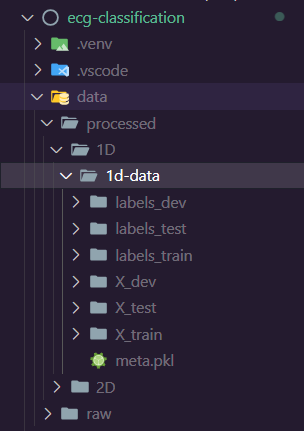 ecg-classification
.venv
.vscode
data
processed
1D
1d-data
labels_dev
labels_test
labels_train
X_dev
X_test
X_train
meta.pkl
2D
raw